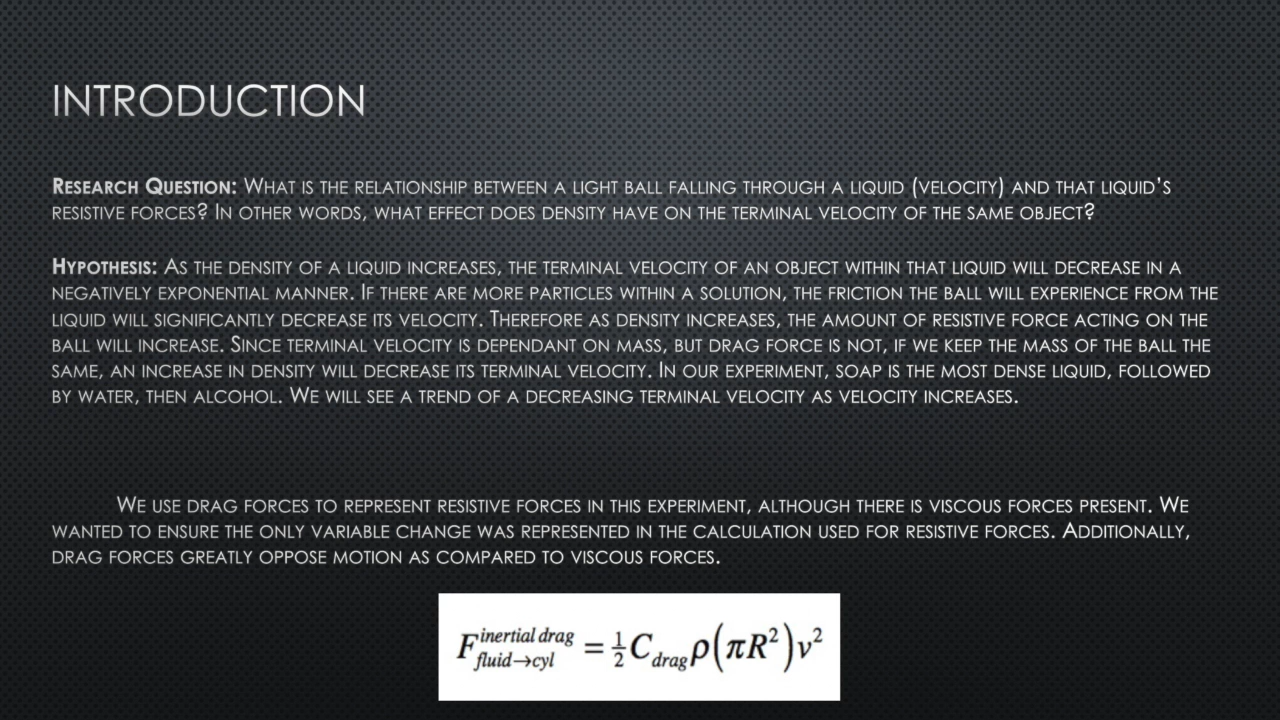 INTRODUCTION
RESEARCH QUESTION: WHAT IS THE RELATIONSHIP BETWEEN A LIGHT BALL FALLING THROUGH A LIQUID (VELOCITY) AND THAT LIQUID'S
RESISTIVE FORCES? IN OTHER WORDS, WHAT EFFECT DOES DENSITY HAVE ON THE TERMINAL VELOCITY OF THE SAME OBJECT?
HYPOTHESIS: AS THE DENSITY OF A LIQUID INCREASES, THE TERMINAL VELOCITY OF AN OBJECT WITHIN THAT LIQUID WILL DECREASE IN A
NEGATIVELY EXPONENTIAL MANNER. IF THERE ARE MORE PARTICLES WITHIN A SOLUTION, THE FRICTION THE BALL WILL EXPERIENCE FROM THE
LIQUID WILL SIGNIFICANTLY DECREASE ITS VELOCITY. THEREFORE AS DENSITY INCREASES, THE AMOUNT OF RESISTIVE FORCE ACTING ON THE
BALL WILL INCREASE. SINCE TERMINAL VELOCITY IS DEPENDANT ON MASS, BUT DRAG FORCE IS NOT, IF WE KEEP THE MASS OF THE BALL THE
SAME, AN INCREASE IN DENSITY WILL DECREASE ITS TERMINAL VELOCITY. IN OUR EXPERIMENT, SOAP IS THE MOST DENSE LIQUID, FOLLOWED
BY WATER, THEN ALCOHOL. WE WILL SEE A TREND OF A DECREASING TERMINAL VELOCITY AS VELOCITY INCREASES.
WE USE DRAG FORCES TO REPRESENT RESISTIVE FORCES IN THIS EXPERIMENT, ALTHOUGH THERE IS VISCOUS FORCES PRESENT. WE
WANTED TO ENSURE THE ONLY VARIABLE CHANGE WAS REPRESENTED IN THE CALCULATION USED FOR RESISTIVE FORCES. ADDITIONALLY,
DRAG FORCES GREATLY OPPOSE MOTION AS COMPARED TO VISCOUS FORCES.
F^{inertial drag}_{fluid→cyl} = ½ C_{drag} ρ(πR²)v²